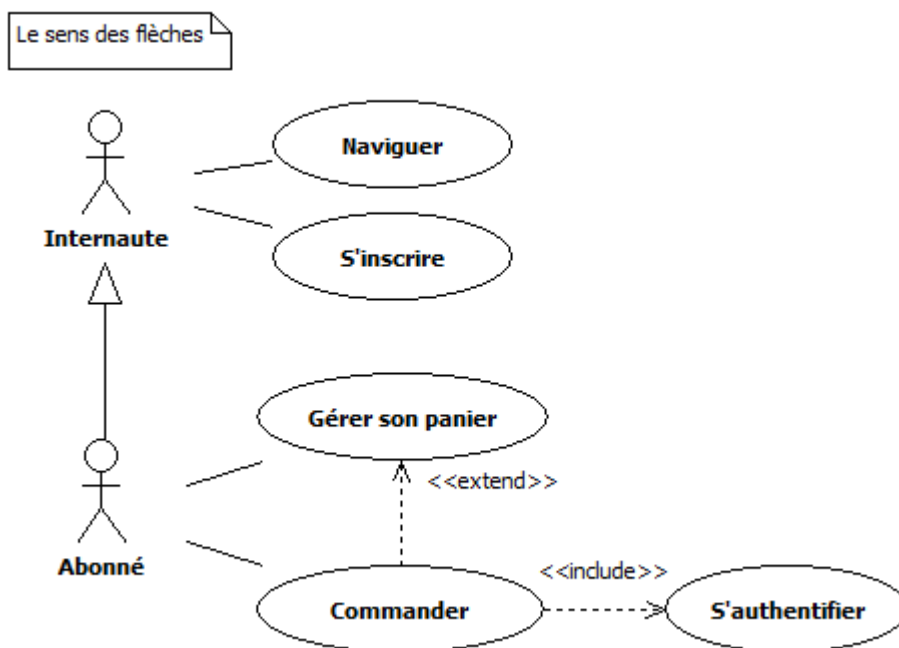 Le sens des flèches
Naviguer
Internaute
S'inscrire
Gérer son panier
<<extend>>
Abonné
<<include>>
Commander
S'authentifier